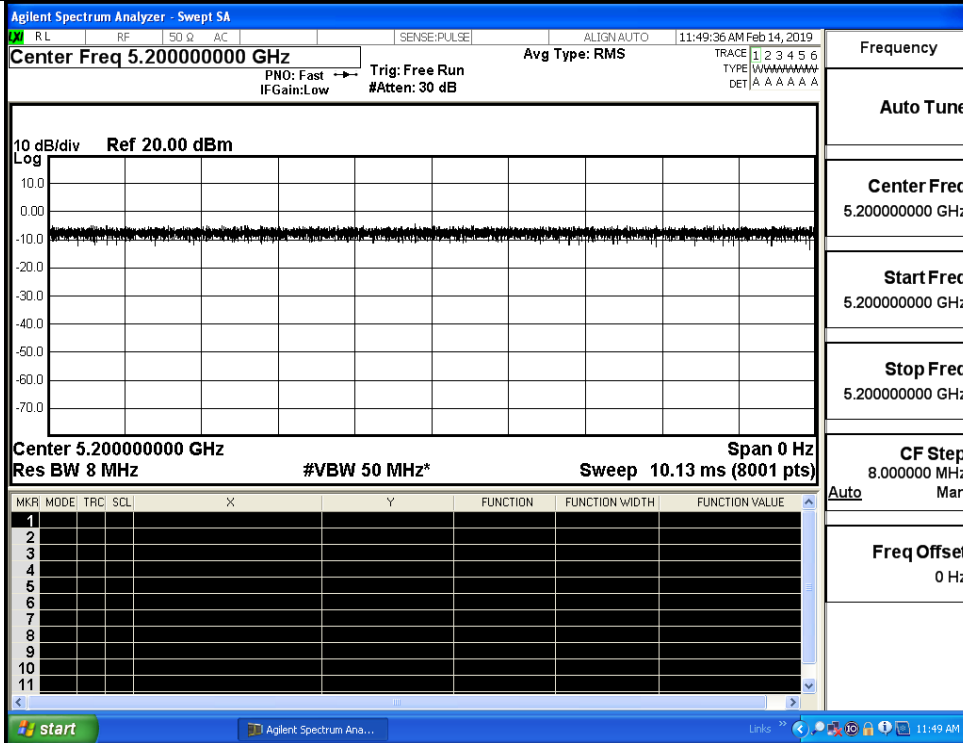 Agilent Spectrum Analyzer - Swept SA
LXI RL RF 50 Ω AC SENSE:PULSE ALIGN AUTO 11:49:36 AM Feb 14, 2019
Center Freq 5.200000000 GHz
PNO: Fast
IFGain:Low
Trig: Free Run
#Atten: 30 dB
Avg Type: RMS
TRACE 1 2 3 4 5 6
TYPE WWWWWW
DET A A A A A A
10 dB/div Ref 20.00 dBm
Log
10.0
0.00
-10.0
-20.0
-30.0
-40.0
-50.0
-60.0
-70.0
Center 5.200000000 GHz Span 0 Hz
Res BW 8 MHz #VBW 50 MHz* Sweep 10.13 ms (8001 pts)
MKR MODE TRC SCL X Y FUNCTION FUNCTION WIDTH FUNCTION VALUE
1
2
3
4
5
6
7
8
9
10
11
Frequency
Auto Tune
Center Freq
5.200000000 GHz
Start Freq
5.200000000 GHz
Stop Freq
5.200000000 GHz
CF Step
8.000000 MHz
Auto Man
Freq Offset
0 Hz
start Agilent Spectrum Ana... Links » 11:49 AM